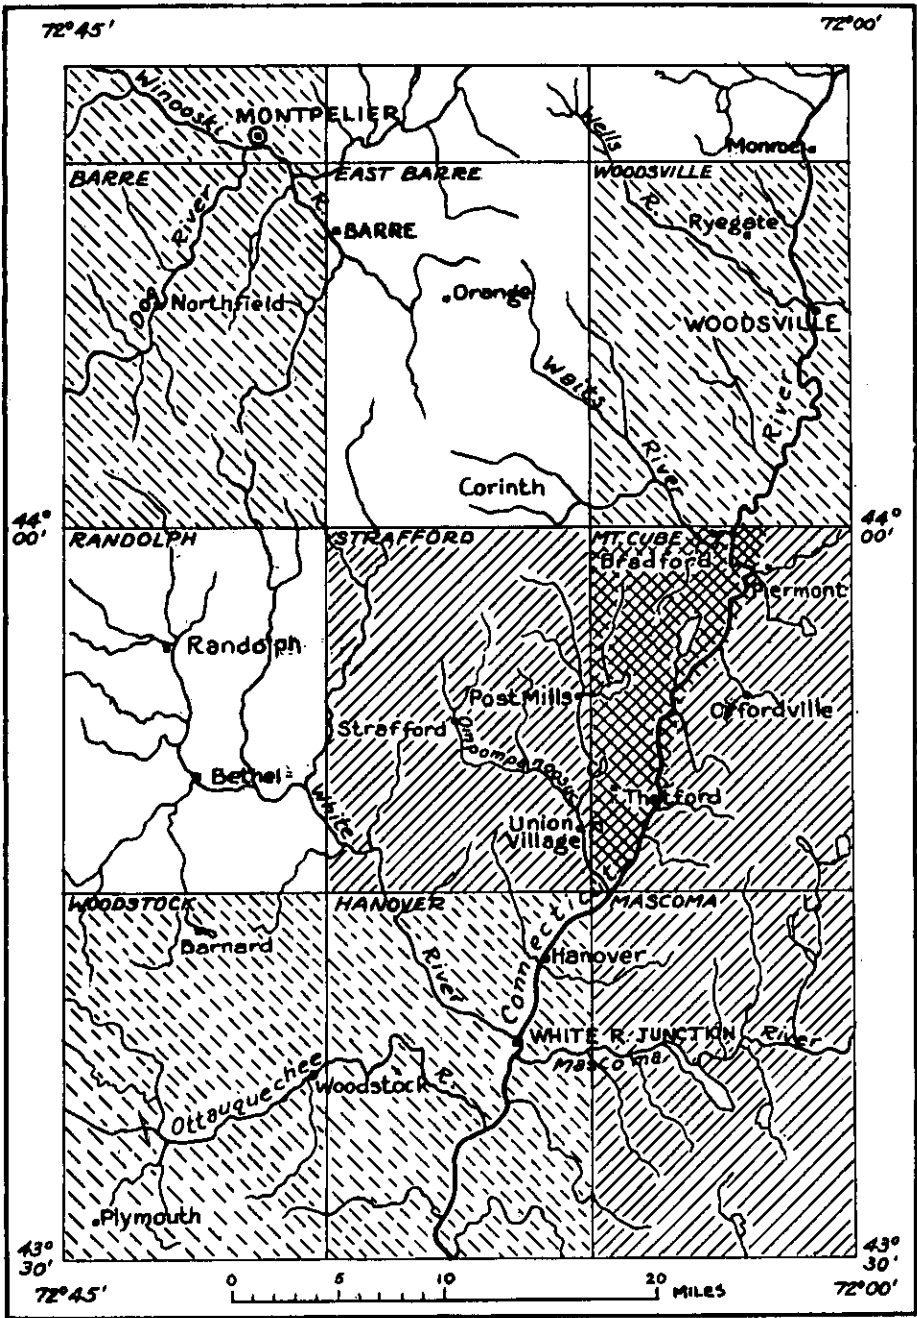 72°45'
72°00'
Winooski
MONTPELIER
Wells
Monroe
BARRE
EAST BARRE
WOODSVILLE
River
R.
R.
Ryegate
BARRE
Dog
Northfield
Orange
WOODSVILLE
Waits
River
River
Corinth
44°
00'
44°
00'
RANDOLPH
STRAFFORD
MT. CUBE
Bradford
Piermont
Randolph
Post Mills
Orfordville
Strafford
Ompompanoosuc
Bethel
White
Thetford
Union
Village
WOODSTOCK
HANOVER
MASCOMA
Connecticut
Barnard
River
Hanover
WHITE R. JUNCTION
River
Mascoma
Ottauquechee
Woodstock
R.
Plymouth
43°
30'
43°
30'
72°45'
0 5 10 20 MILES
72°00'